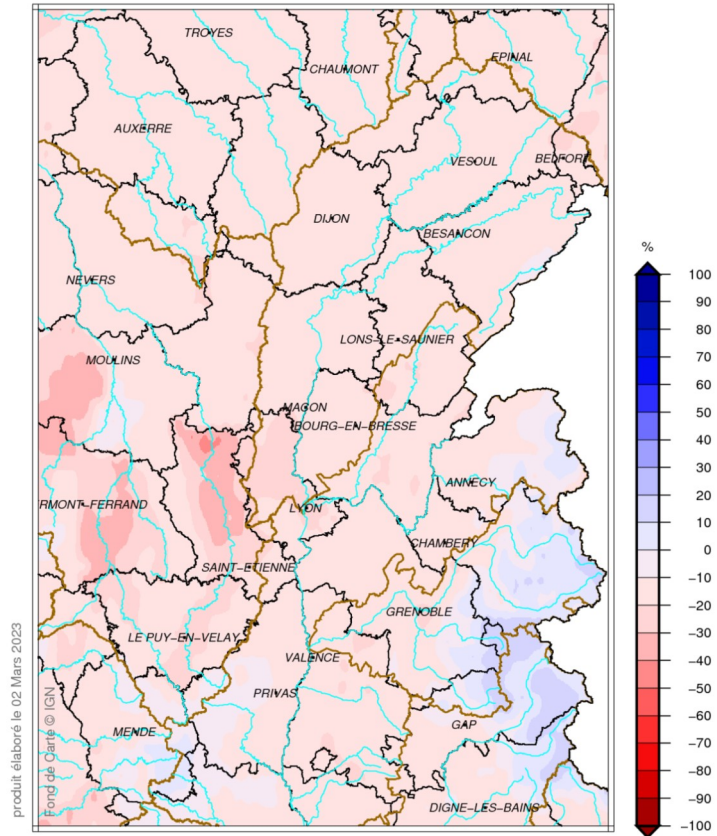 TROYES
CHAUMONT
EPINAL
AUXERRE
VESOUL
BELFORT
DIJON
BESANCON
NEVERS
LONS-LE-SAUNIER
MOULINS
MACON
BOURG-EN-BRESSE
ANNECY
RMONT-FERRAND
LYON
CHAMBERY
SAINT-ETIENNE
GRENOBLE
LE PUY-EN-VELAY
VALENCE
PRIVAS
MENDE
GAP
DIGNE-LES-BAINS
%
100
90
80
70
60
50
40
30
20
10
0
-10
-20
-30
-40
-50
-60
-70
-80
-90
-100
produit élaboré le 02 Mars 2023
Fond de Carte © IGN